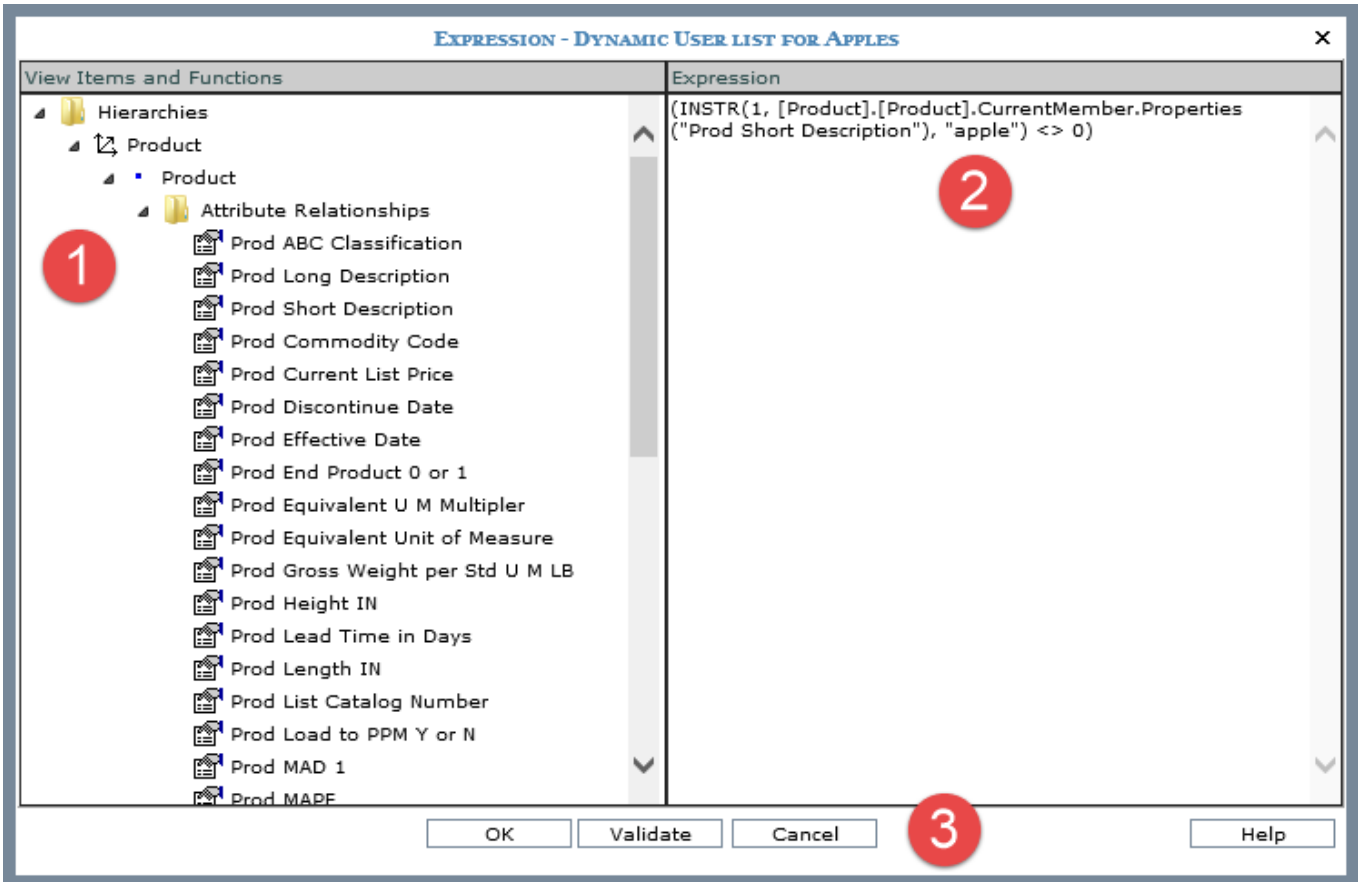 Expression - Dynamic User list for Apples
×
View Items and Functions
Expression
Hierarchies
Product
Product
Attribute Relationships
Prod ABC Classification
Prod Long Description
Prod Short Description
Prod Commodity Code
Prod Current List Price
Prod Discontinue Date
Prod Effective Date
Prod End Product 0 or 1
Prod Equivalent U M Multipler
Prod Equivalent Unit of Measure
Prod Gross Weight per Std U M LB
Prod Height IN
Prod Lead Time in Days
Prod Length IN
Prod List Catalog Number
Prod Load to PPM Y or N
Prod MAD 1
Prod MAPE
1
(INSTR(1, [Product].[Product].CurrentMember.Properties
("Prod Short Description"), "apple") <> 0)
2
OK
Validate
Cancel
3
Help